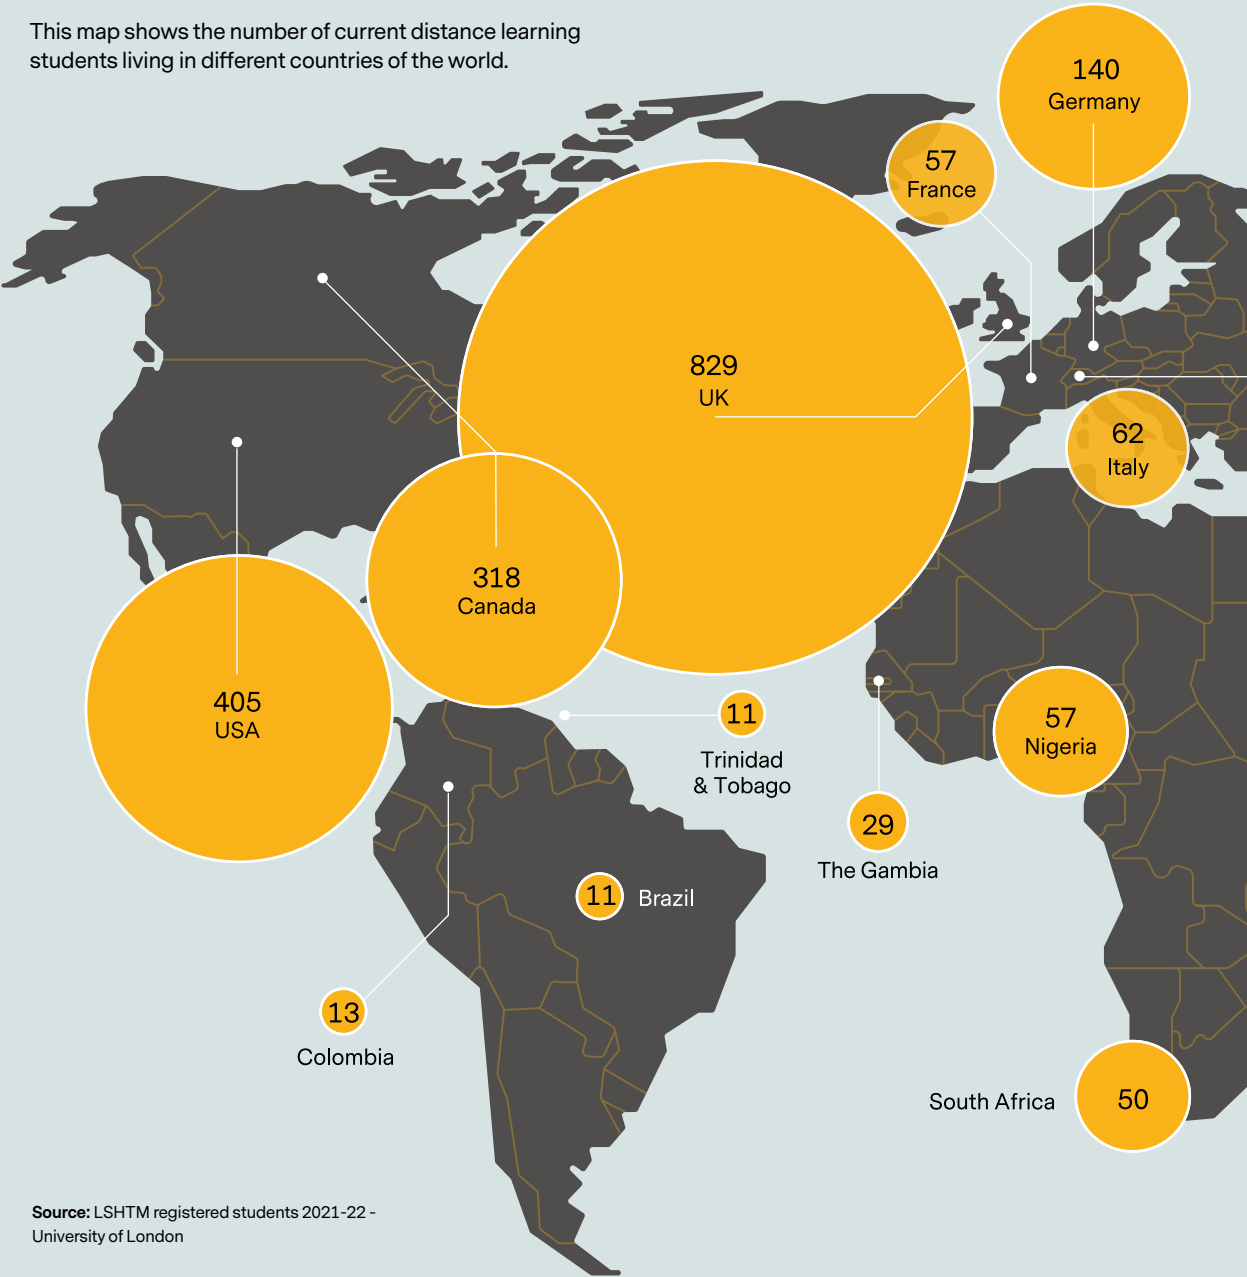 This map shows the number of current distance learning
students living in different countries of the world.
140
Germany
57
France
829
UK
62
Italy
318
Canada
405
USA
11
Trinidad
& Tobago
57
Nigeria
29
The Gambia
11 Brazil
13
Colombia
South Africa 50
Source: LSHTM registered students 2021-22 -
University of London